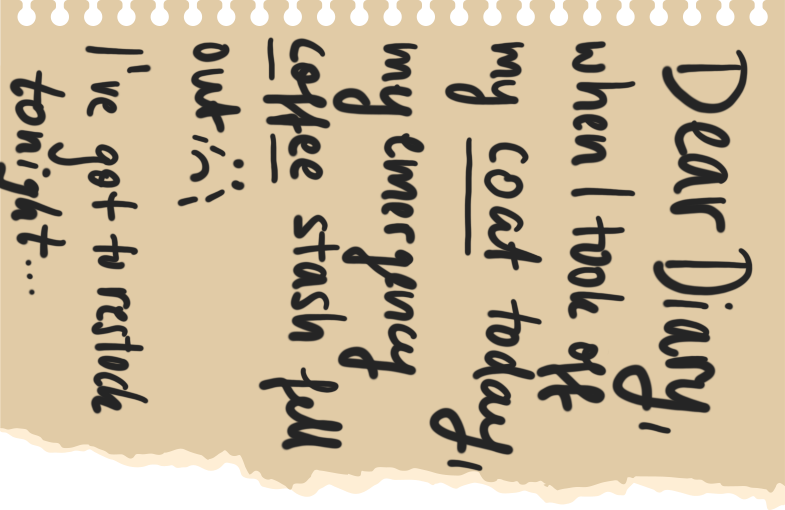 Dear Diary,
when I took off
my coat today,
my emergency
coffee stash fell
out :(
I've got to restock
tonight...